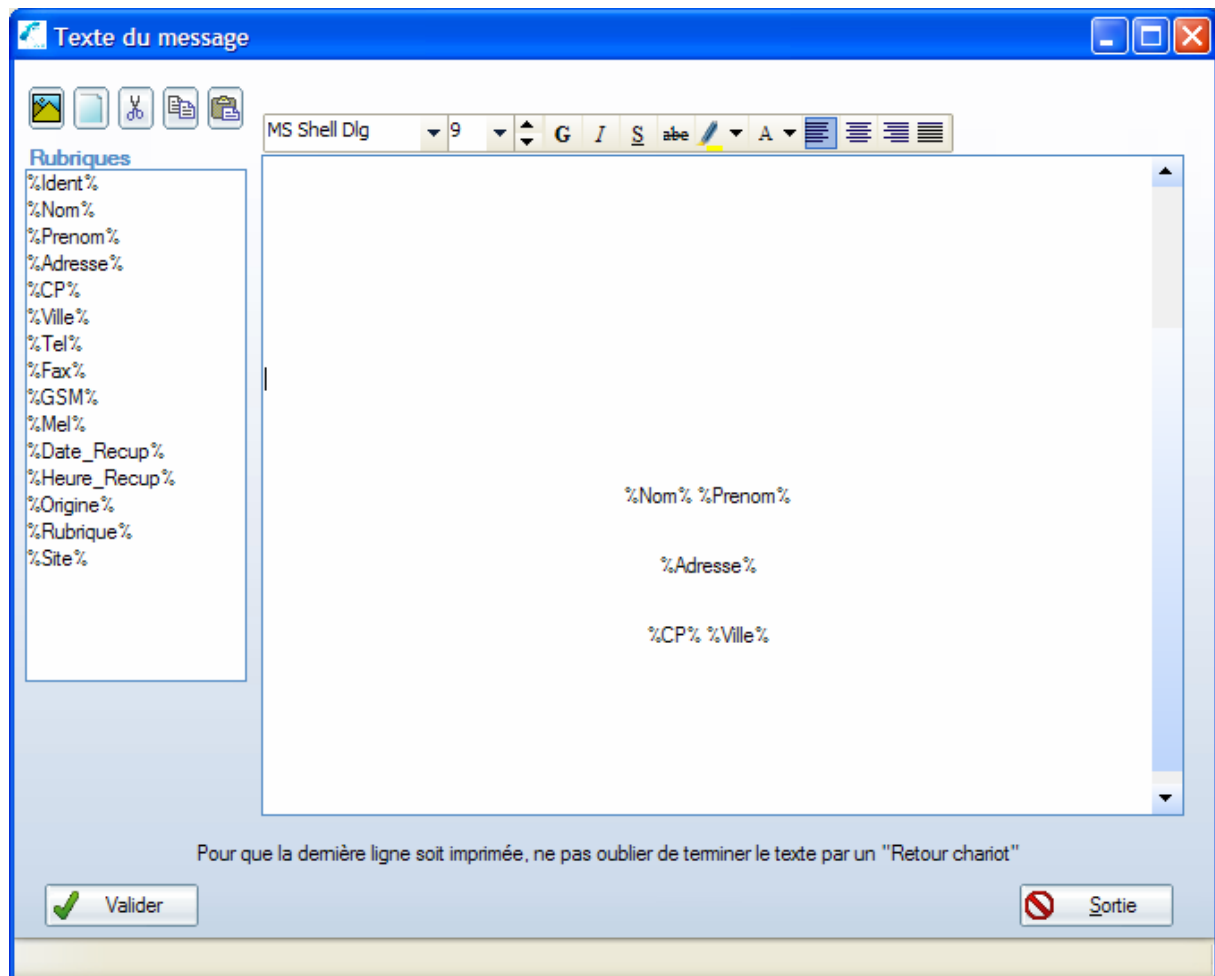 Texte du message
MS Shell Dlg 9 G I S abc A
Rubriques
%Ident%
%Nom%
%Prenom%
%Adresse%
%CP%
%Ville%
%Tel%
%Fax%
%GSM%
%Mel%
%Date_Recup%
%Heure_Recup%
%Origine%
%Rubrique%
%Site%
%Nom% %Prenom%
%Adresse%
%CP% %Ville%
Pour que la dernière ligne soit imprimée, ne pas oublier de terminer le texte par un "Retour chariot"
Valider
Sortie